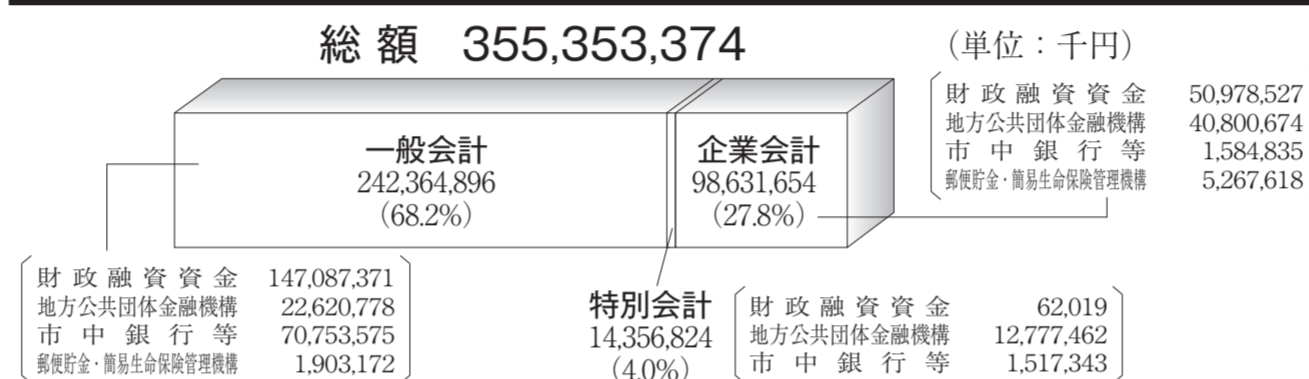 総額 355,353,374 (単位：千円)
一般会計
242,364,896
(68.2%)
企業会計
98,631,654
(27.8%)
財政融資資金 50,978,527
地方公共団体金融機構 40,800,674
市中銀行等 1,584,835
郵便貯金・簡易生命保険管理機構 5,267,618
財政融資資金 147,087,371
地方公共団体金融機構 22,620,778
市中銀行等 70,753,575
郵便貯金・簡易生命保険管理機構 1,903,172
特別会計
14,356,824
(4.0%)
財政融資資金 62,019
地方公共団体金融機構 12,777,462
市中銀行等 1,517,343